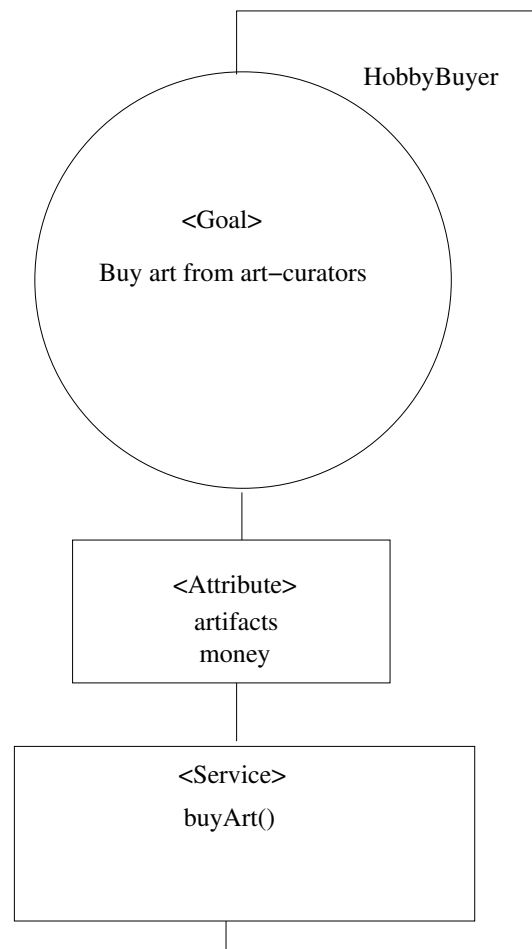 HobbyBuyer
<Goal>
Buy art from art−curators
<Attribute>
artifacts
money
<Service>
buyArt()